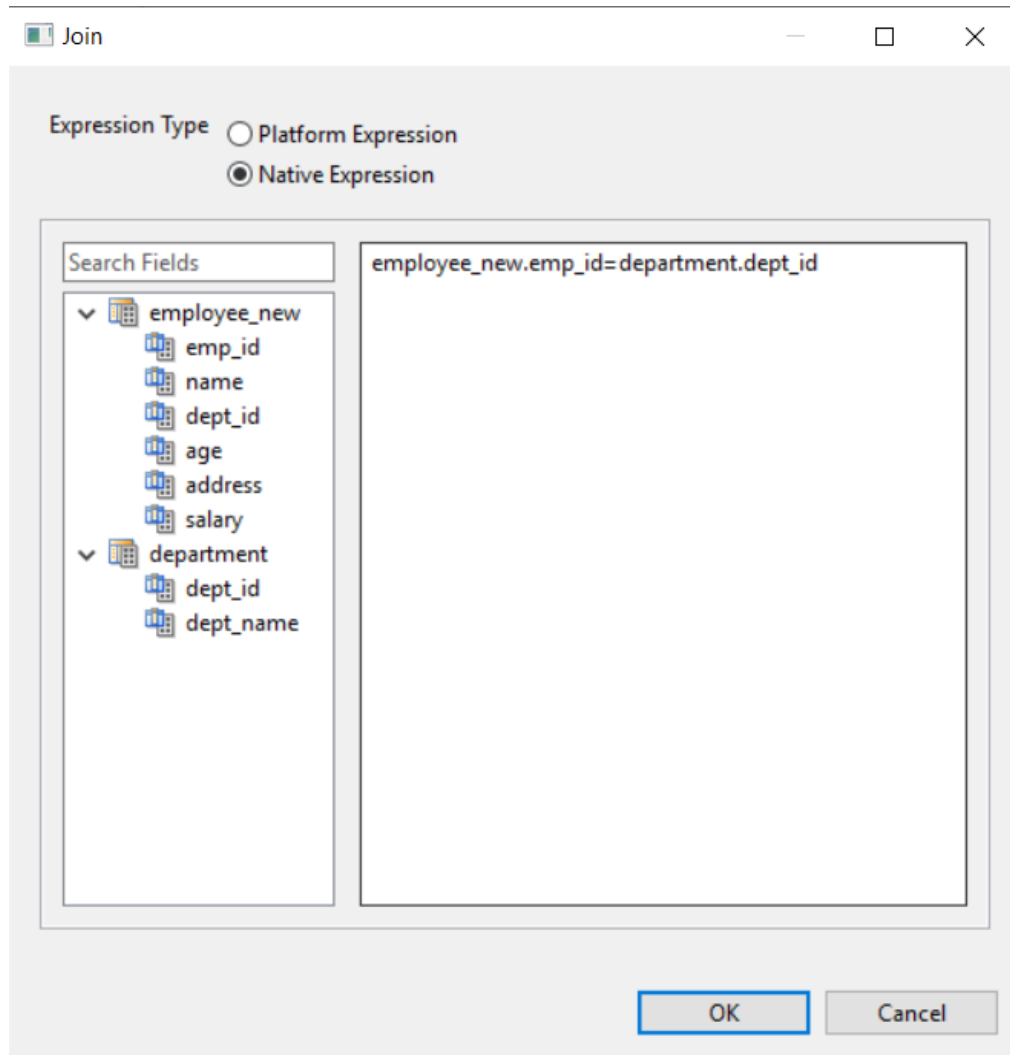 Join
Expression Type
Platform Expression
Native Expression
Search Fields
employee_new
emp_id
name
dept_id
age
address
salary
department
dept_id
dept_name
employee_new.emp_id=department.dept_id
OK
Cancel